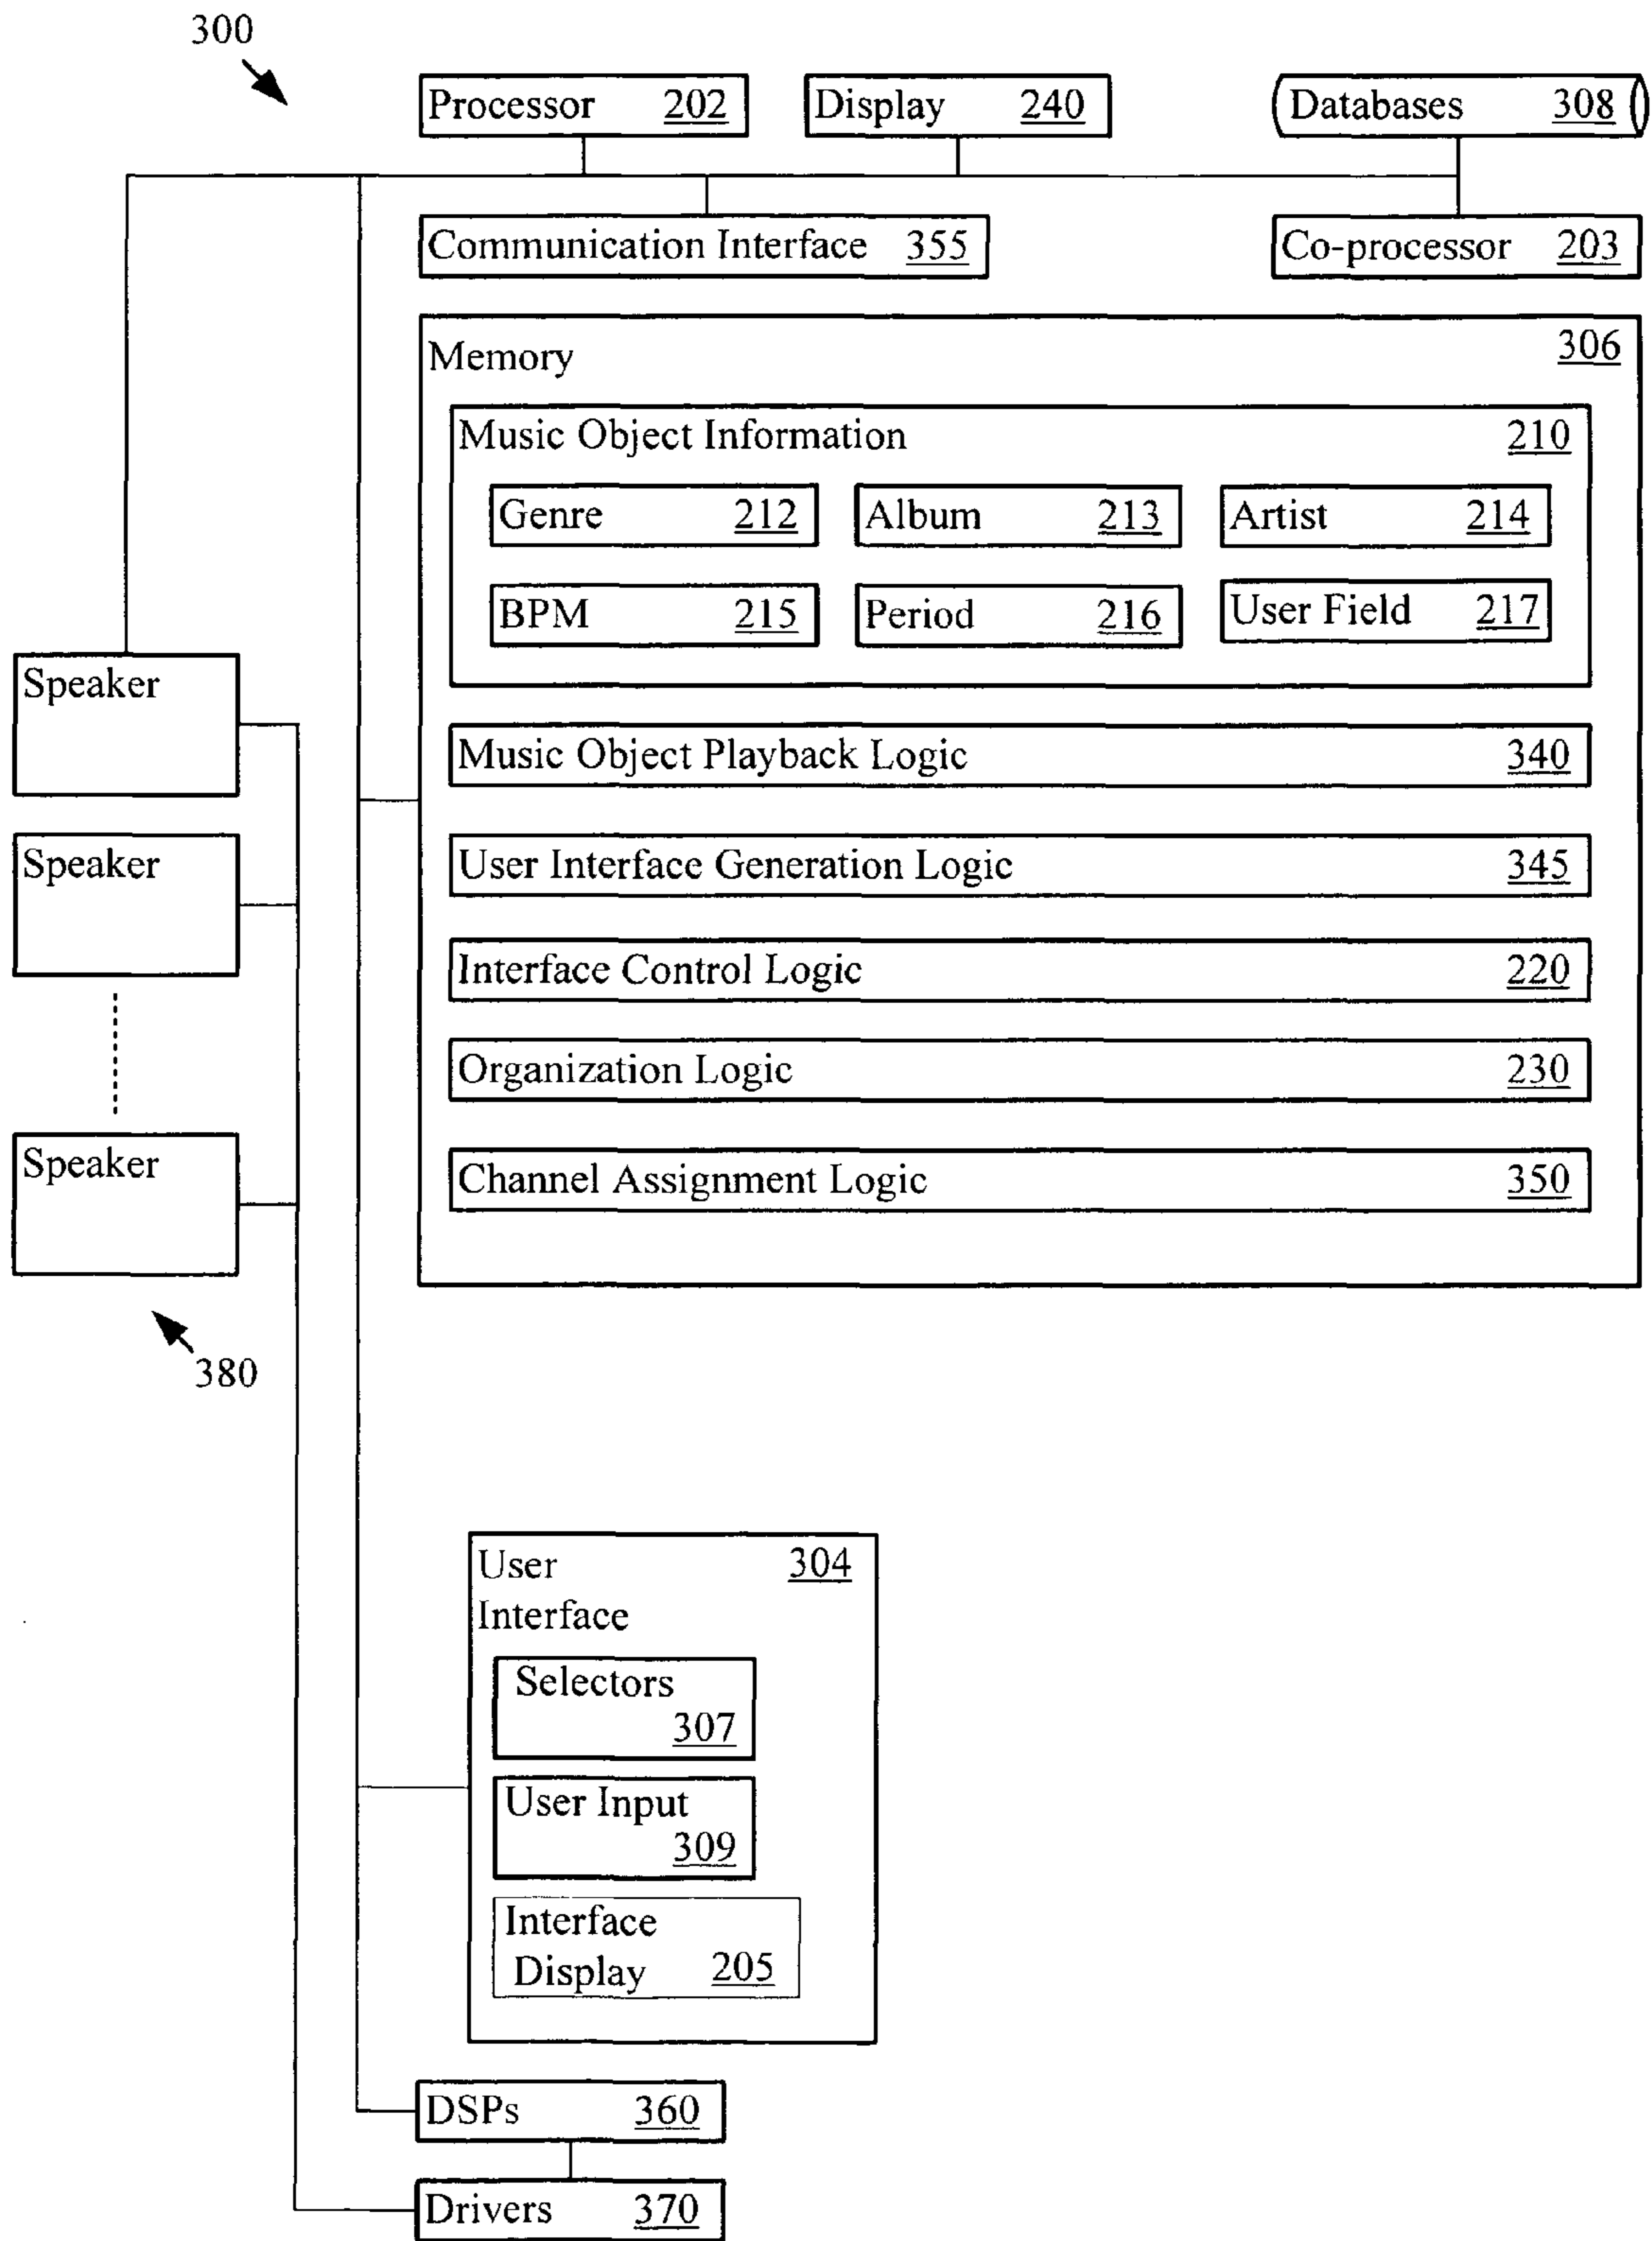 300
Processor 202
Display 240
Databases 308
Communication Interface 355
Co-processor 203
Memory 306
Music Object Information 210
Genre 212
Album 213
Artist 214
BPM 215
Period 216
User Field 217
Speaker
Music Object Playback Logic 340
Speaker
User Interface Generation Logic 345
Interface Control Logic 220
Organization Logic 230
Speaker
Channel Assignment Logic 350
380
User 304
Interface
Selectors
307
User Input
309
Interface
Display 205
DSPs 360
Drivers 370